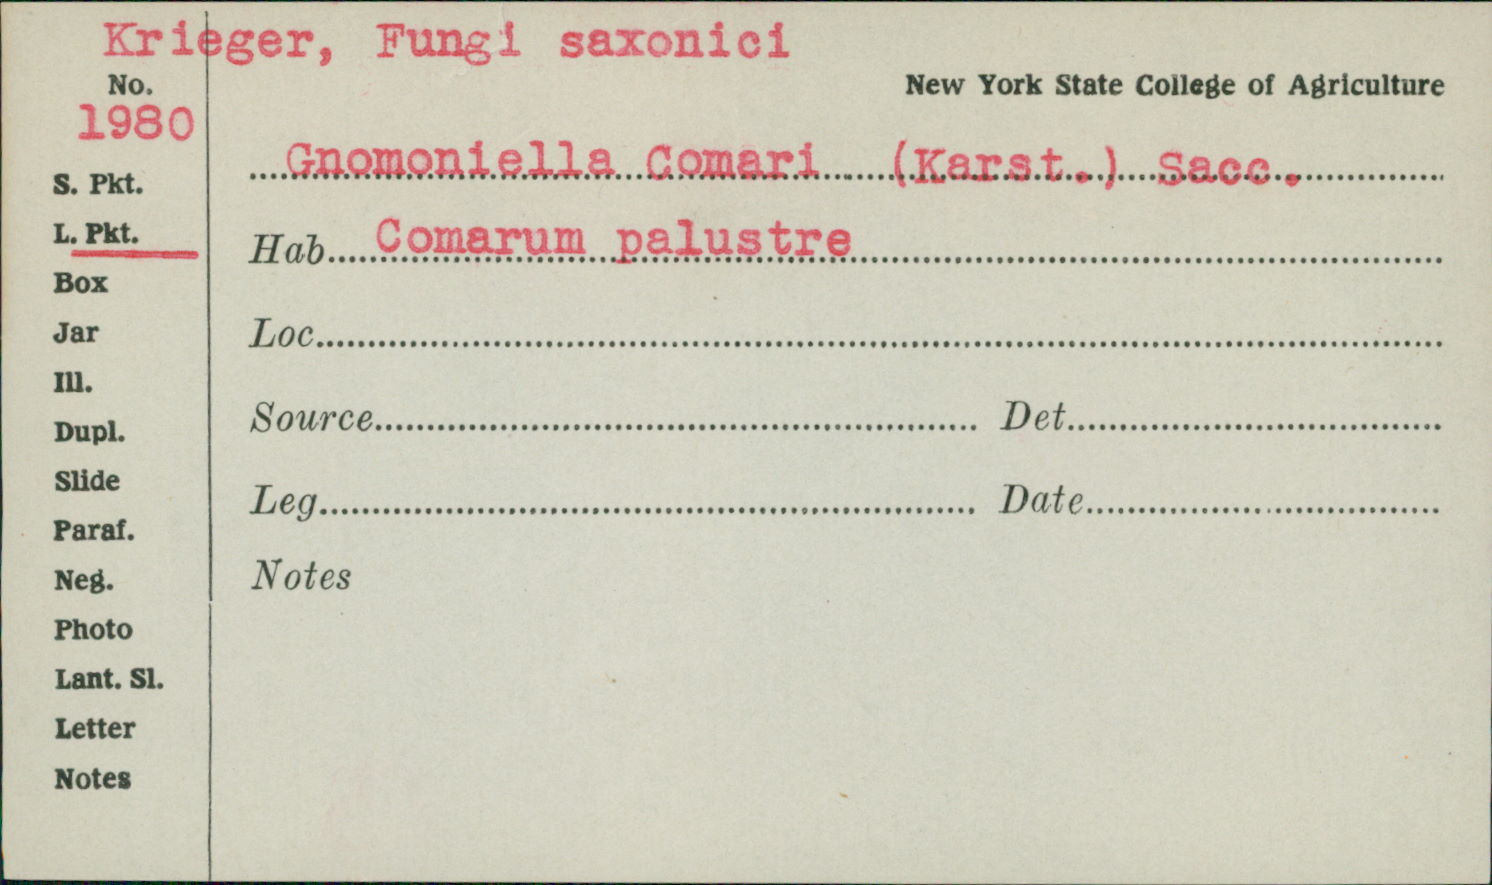 Krieger, Fungi saxonici
No.
1980
New York State College of Agriculture
Gnomoniella Comari (Karst.) Sacc.
S. Pkt.
L. Pkt.
Hab. Comarum palustre
Box
Jar
Loc.
Ill.
Dupl.
Source Det.
Slide
Leg. Date
Paraf.
Neg.
Notes
Photo
Lant. Sl.
Letter
Notes